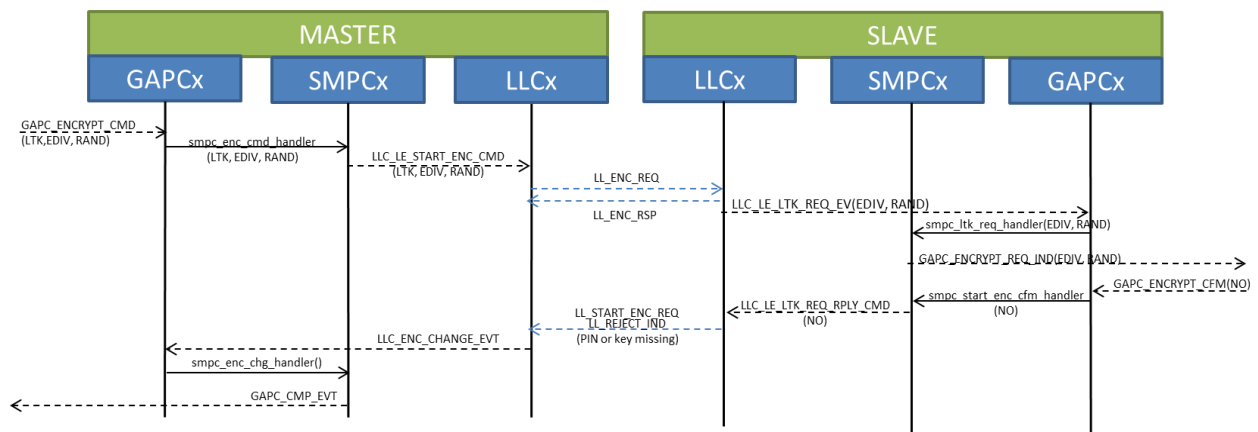 MASTER
SLAVE
GAPCx
SMPCx
LLCx
LLCx
SMPCx
GAPCx
GAPC_ENCRYPT_CMD
(LTK,EDIV, RAND)
smpc_enc_cmd_handler
(LTK, EDIV, RAND)
LLC_LE_START_ENC_CMD
(LTK, EDIV, RAND)
LL_ENC_REQ
LL_ENC_RSP
LLC_LE_LTK_REQ_EV(EDIV, RAND)
smpc_ltk_req_handler(EDIV, RAND)
GAPC_ENCRYPT_REQ_IND(EDIV, RAND)
GAPC_ENCRYPT_CFM(NO)
smpc_start_enc_cfm_handler
(NO)
LLC_LE_LTK_REQ_RPLY_CMD
(NO)
LL_START_ENC_REQ
LL_REJECT_IND
(PIN or key missing)
LLC_ENC_CHANGE_EVT
smpc_enc_chg_handler()
GAPC_CMP_EVT